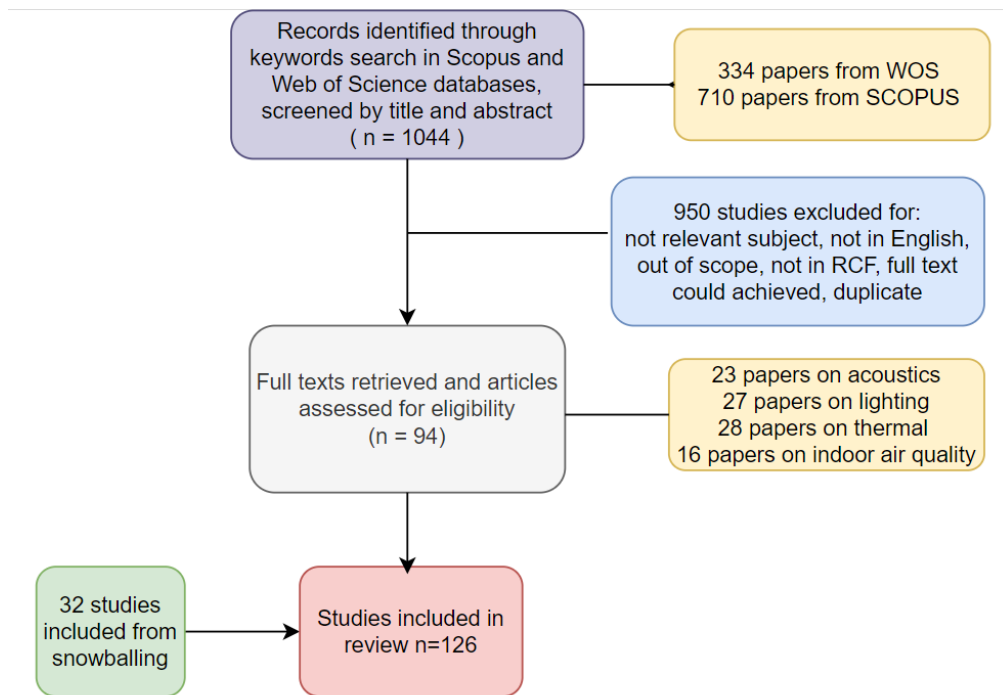 Records identified through
keywords search in Scopus and
Web of Science databases,
screened by title and abstract
( n = 1044 )
334 papers from WOS
710 papers from SCOPUS
950 studies excluded for:
not relevant subject, not in English,
out of scope, not in RCF, full text
could achieved, duplicate
Full texts retrieved and articles
assessed for eligibility
(n = 94)
23 papers on acoustics
27 papers on lighting
28 papers on thermal
16 papers on indoor air quality
32 studies
included from
snowballing
Studies included in
review n=126